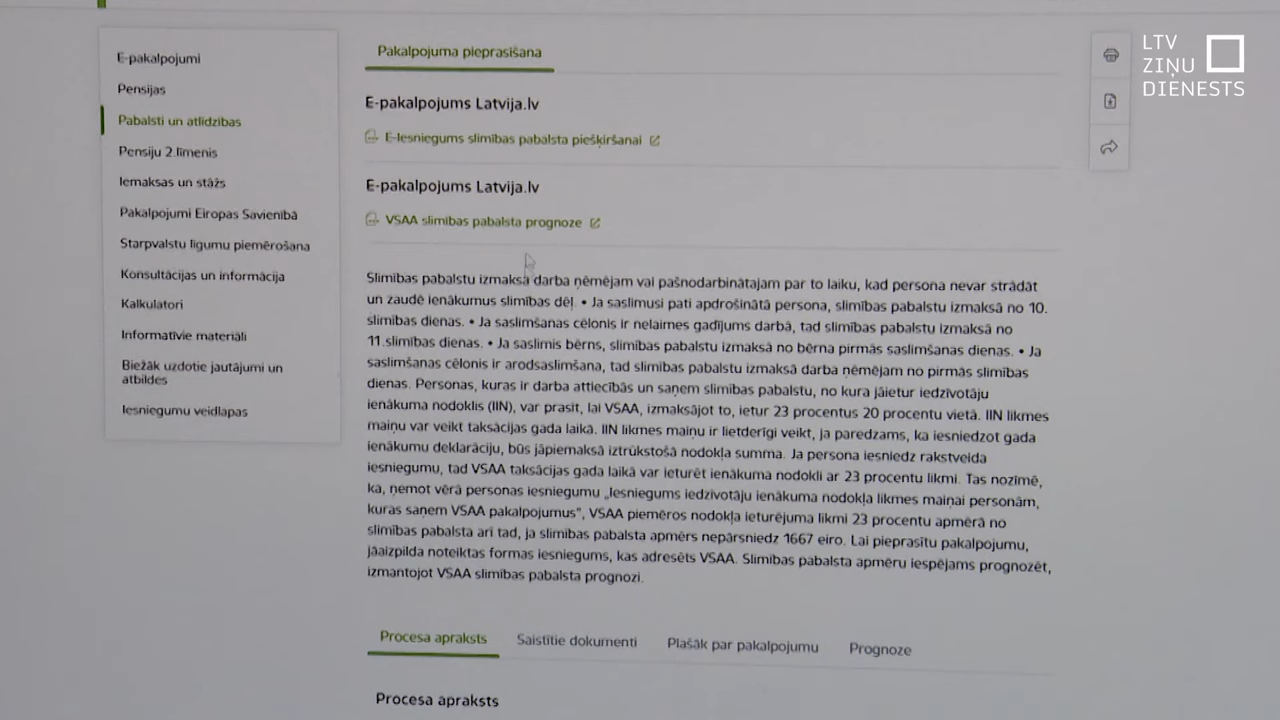 LTV
ZIŅU
DIENESTS
E-pakalpojumi
Pensijas
Pabalsti un atlīdzības
Pensiju 2.līmenis
Iemaksas un stāžs
Pakalpojumi Eiropas Savienībā
Starpvalstu līgumu piemērošana
Konsultācijas un informācija
Kalkulatori
Informatīvie materiāli
Biežāk uzdotie jautājumi un
atbildes
Iesniegumu veidlapas
Pakalpojuma pieprasīšana
E-pakalpojums Latvija.lv
E-Iesniegums slimības pabalsta piešķiršanai
E-pakalpojums Latvija.lv
VSAA slimības pabalsta prognoze
Slimības pabalstu izmaksā darba ņēmējam vai pašnodarbinātajam par to laiku, kad persona nevar strādāt
un zaudē ienākumus slimības dēļ. • Ja saslimusi pati apdrošinātā persona, slimības pabalstu izmaksā no 10.
slimības dienas. • Ja saslimšanas cēlonis ir nelaimes gadījums darbā, tad slimības pabalstu izmaksā no
11.slimības dienas. • Ja saslimis bērns, slimības pabalstu izmaksā no bērna pirmās saslimšanas dienas. • Ja
saslimšanas cēlonis ir arodsaslimšana, tad slimības pabalstu izmaksā darba ņēmējam no pirmās slimības
dienas. Personas, kuras ir darba attiecībās un saņem slimības pabalstu, no kura jāietur iedzīvotāju
ienākuma nodoklis (IIN), var prasīt, lai VSAA, izmaksājot to, ietur 23 procentus 20 procentu vietā. IIN likmes
maiņu var veikt taksācijas gada laikā. IIN likmes maiņu ir lietderīgi veikt, ja paredzams, ka iesniedzot gada
ienākumu deklarāciju, būs jāpiemaksā iztrūkstošā nodokļa summa. Ja persona iesniedz rakstveida
iesniegumu, tad VSAA taksācijas gada laikā var ieturēt ienākuma nodokli ar 23 procentu likmi. Tas nozīmē,
ka, ņemot vērā personas iesniegumu „Iesniegums iedzīvotāju ienākuma nodokļa likmes maiņai personām,
kuras saņem VSAA pakalpojumus”, VSAA piemēros nodokļa ieturējuma likmi 23 procentu apmērā no
slimības pabalsta arī tad, ja slimības pabalsta apmērs nepārsniedz 1667 eiro. Lai pieprasītu pakalpojumu,
jāaizpilda noteiktas formas iesniegums, kas adresēts VSAA. Slimības pabalsta apmēru iespējams prognozēt,
izmantojot VSAA slimības pabalsta prognozi.
Procesa apraksts
Saistītie dokumenti
Plašāk par pakalpojumu
Prognoze
Procesa apraksts